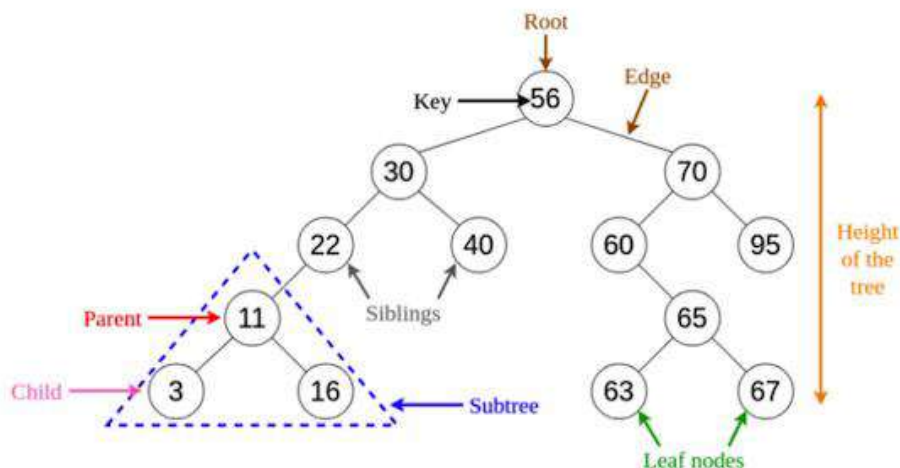 Root
Edge
Key
56
30
70
22
40
60
95
Height
of the
tree
Siblings
Parent
11
65
Child
3
16
63
67
Subtree
Leaf nodes